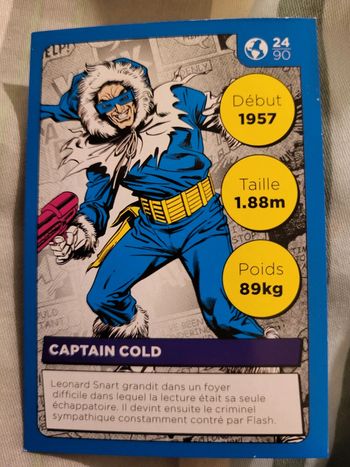 24
90
Début
1957
Taille
1.88m
Poids
89kg
CAPTAIN COLD
Leonard Snart grandit dans un foyer
difficile dans lequel la lecture était sa seule
échappatoire. Il devint ensuite le criminel
sympathique constamment contré par Flash.